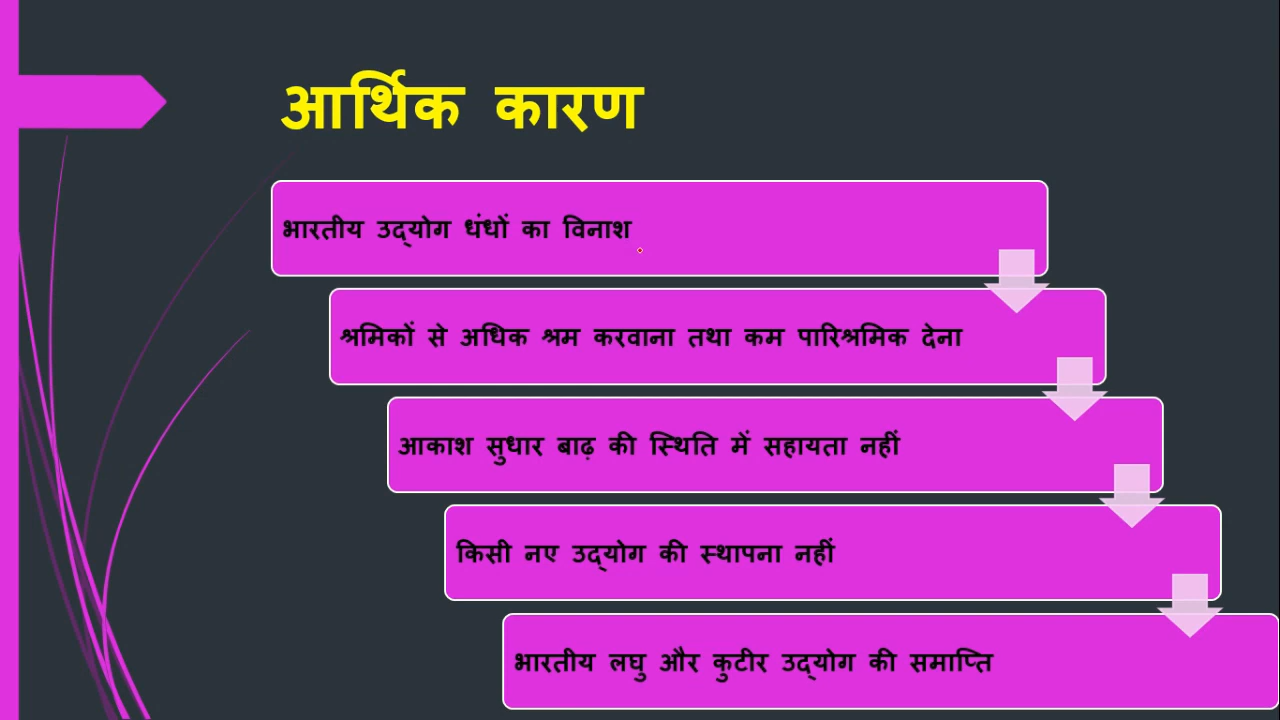 आर्थिक कारण
भारतीय उद्योग धंधों का विनाश
श्रमिकों से अधिक श्रम करवाना तथा कम पारिश्रमिक देना
आकाश सुधार बाढ़ की स्थिति में सहायता नहीं
किसी नए उद्योग की स्थापना नहीं
भारतीय लघु और कुटीर उद्योग की समाप्ति